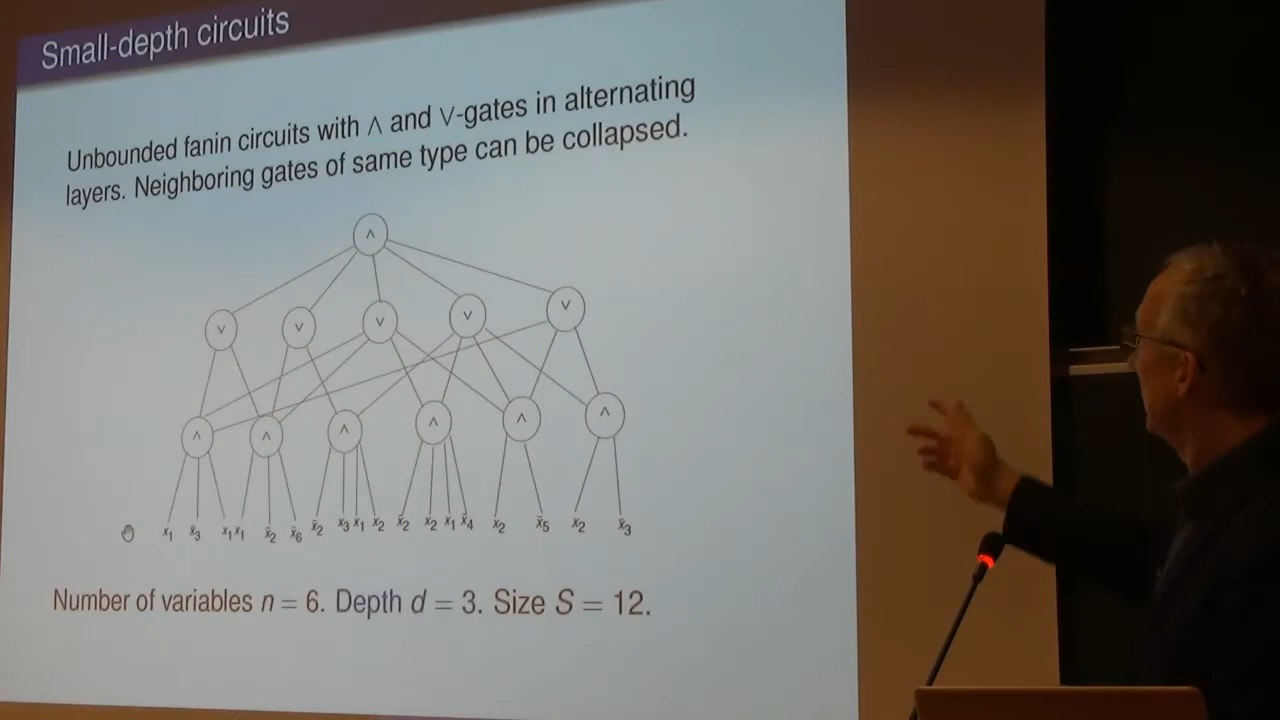 Small-depth circuits
Unbounded fanin circuits with ∧ and ∨-gates in alternating
layers. Neighboring gates of same type can be collapsed.
∧
∨ ∨ ∨ ∨ ∨
∧ ∧ ∧ ∧ ∧ ∧
x₁ x̄₃ x₁ x₁ x̄₂ x̄₆ x̄₂ x₃ x₁ x₂ x̄₂ x₂ x₁ x̄₄ x₂ x̄₅ x₂ x̄₃
Number of variables n = 6. Depth d = 3. Size S = 12.